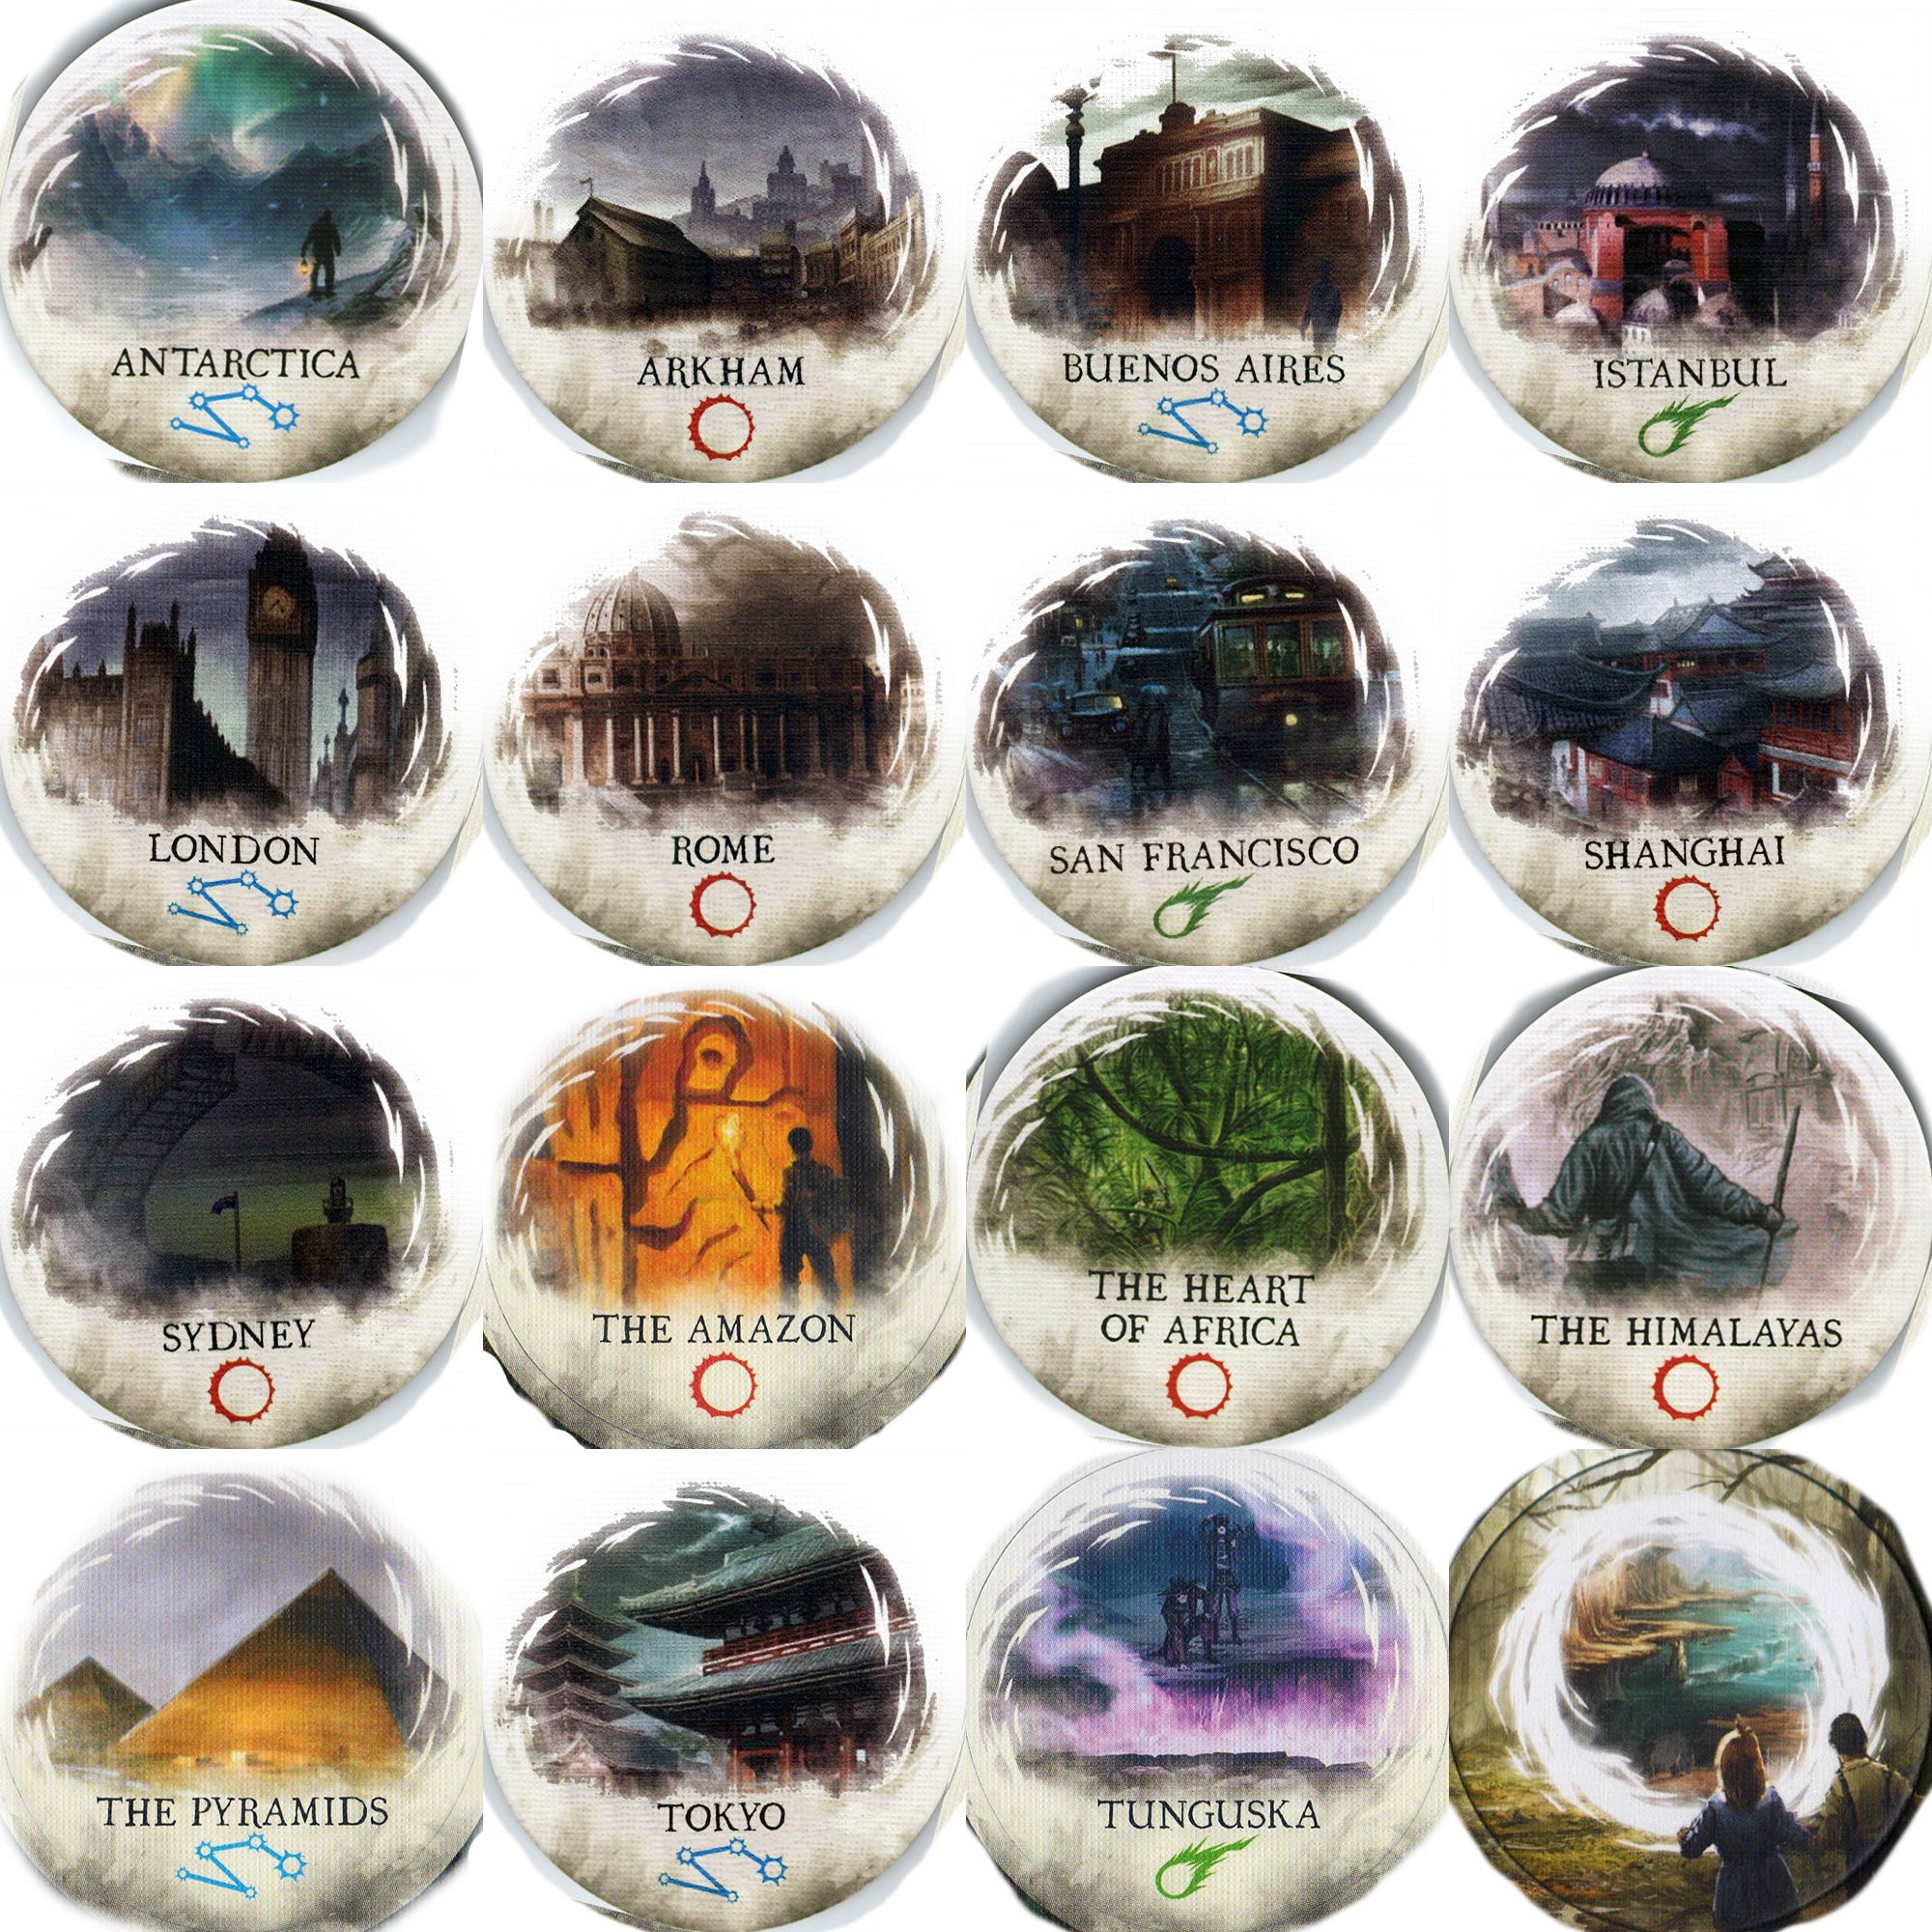 ANTARCTICA
ARKHAM
BUENOS AIRES
ISTANBUL
LONDON
ROME
SAN FRANCISCO
SHANGHAI
SYDNEY
THE AMAZON
THE HEART
OF AFRICA
THE HIMALAYAS
THE PYRAMIDS
TOKYO
TUNGUSKA